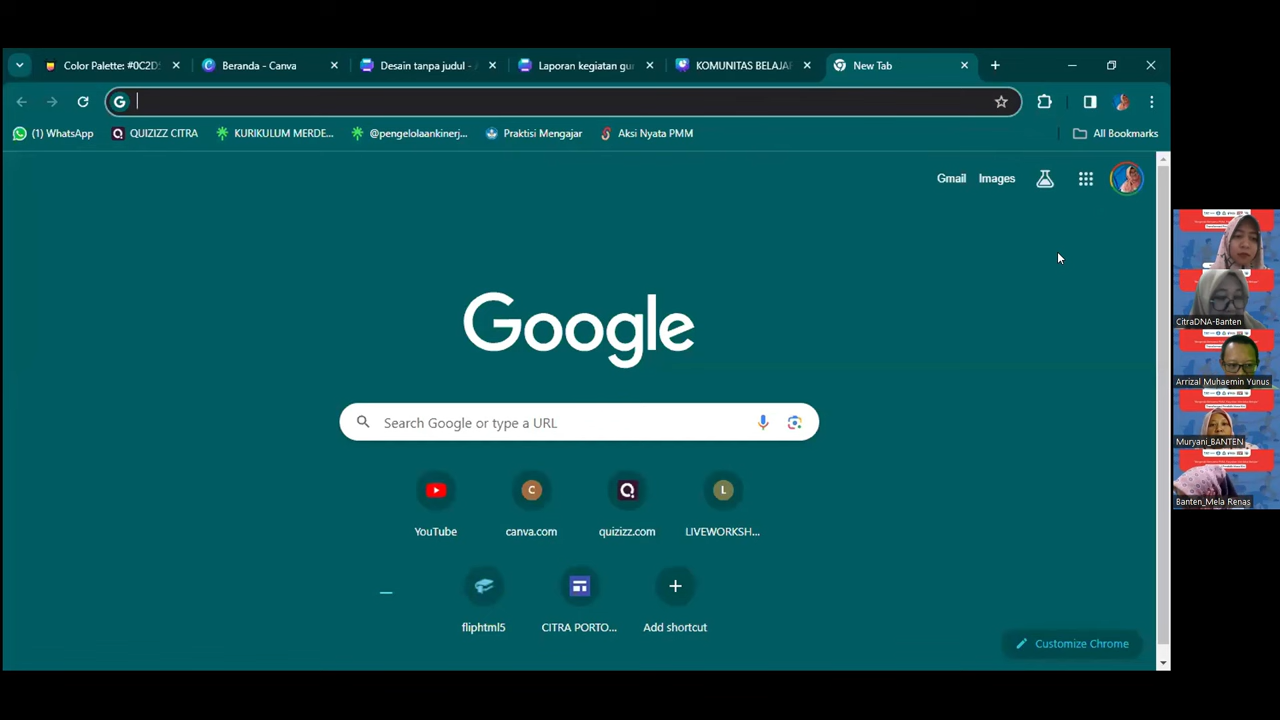 Color Palette: #0C2D
Beranda - Canva
Desain tanpa judul - A
Laporan kegiatan gu
KOMUNITAS BELAJA
New Tab
(1) WhatsApp
QUIZIZZ CITRA
KURIKULUM MERDE...
@pengelolaankinerj...
Praktisi Mengajar
Aksi Nyata PMM
All Bookmarks
Gmail
Images
Google
Search Google or type a URL
YouTube
canva.com
quizizz.com
LIVEWORKSH...
fliphtml5
CITRA PORTO...
Add shortcut
Customize Chrome
CitraDNA-Banten
Arrizal Muhaemin Yunus
Muryani_BANTEN
Banten_Mela Renas